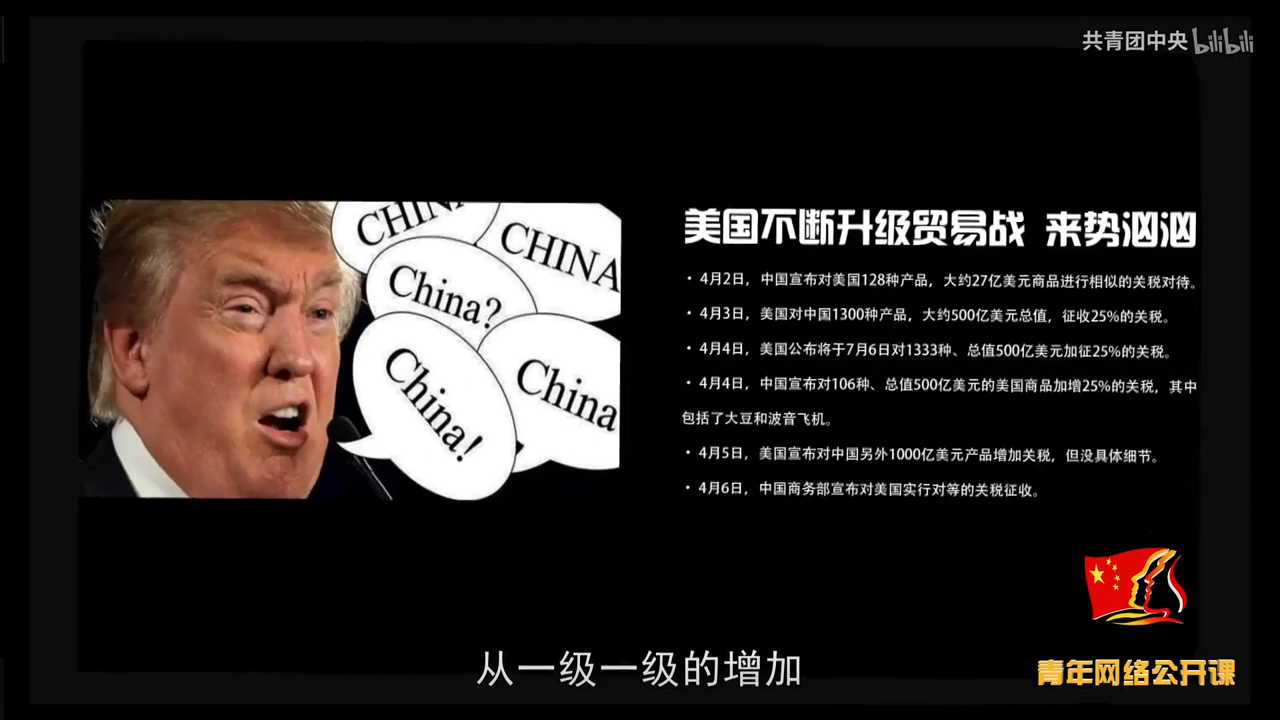 共青团中央 bilibili
CHINA
CHINA
China?
China
China!
美国不断升级贸易战 来势汹汹
· 4月2日，中国宣布对美国128种产品，大约27亿美元商品进行相似的关税对待。
· 4月3日，美国对中国1300种产品，大约500亿美元总值，征收25%的关税。
· 4月4日，美国公布将于7月6日对1333种、总值500亿美元加征25%的关税。
· 4月4日，中国宣布对106种、总值500亿美元的美国商品加增25%的关税，其中
包括了大豆和波音飞机。
· 4月5日，美国宣布对中国另外1000亿美元产品增加关税，但没具体细节。
· 4月6日，中国商务部宣布对美国实行对等的关税征收。
从一级一级的增加
青年网络公开课